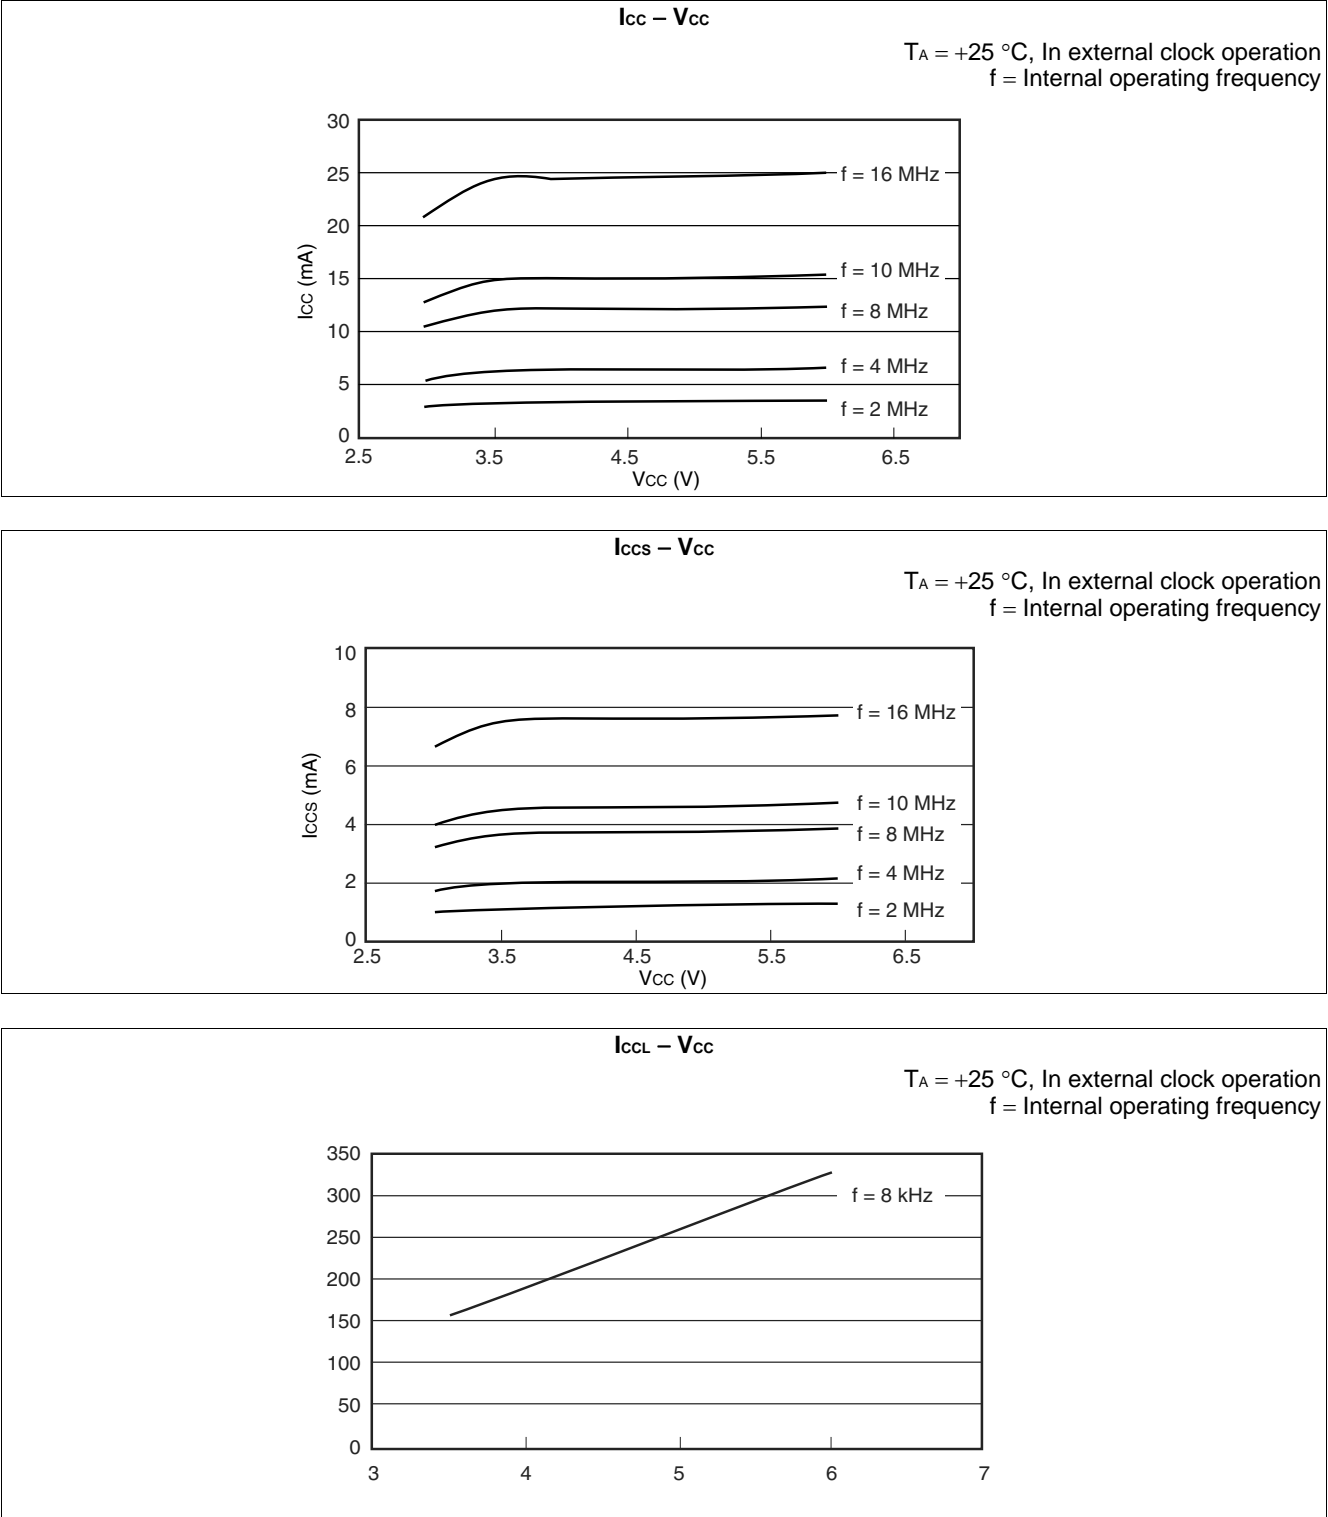 ICC – VCC
TA = +25 °C, In external clock operation
f = Internal operating frequency
30
25
20
15
10
5
0
ICC (mA)
f = 16 MHz
f = 10 MHz
f = 8 MHz
f = 4 MHz
f = 2 MHz
2.5 3.5 4.5 5.5 6.5
VCC (V)
ICCS – VCC
TA = +25 °C, In external clock operation
f = Internal operating frequency
10
8
6
4
2
0
ICCS (mA)
f = 16 MHz
f = 10 MHz
f = 8 MHz
f = 4 MHz
f = 2 MHz
2.5 3.5 4.5 5.5 6.5
VCC (V)
ICCL – VCC
TA = +25 °C, In external clock operation
f = Internal operating frequency
350
300
250
200
150
100
50
0
f = 8 kHz
3 4 5 6 7